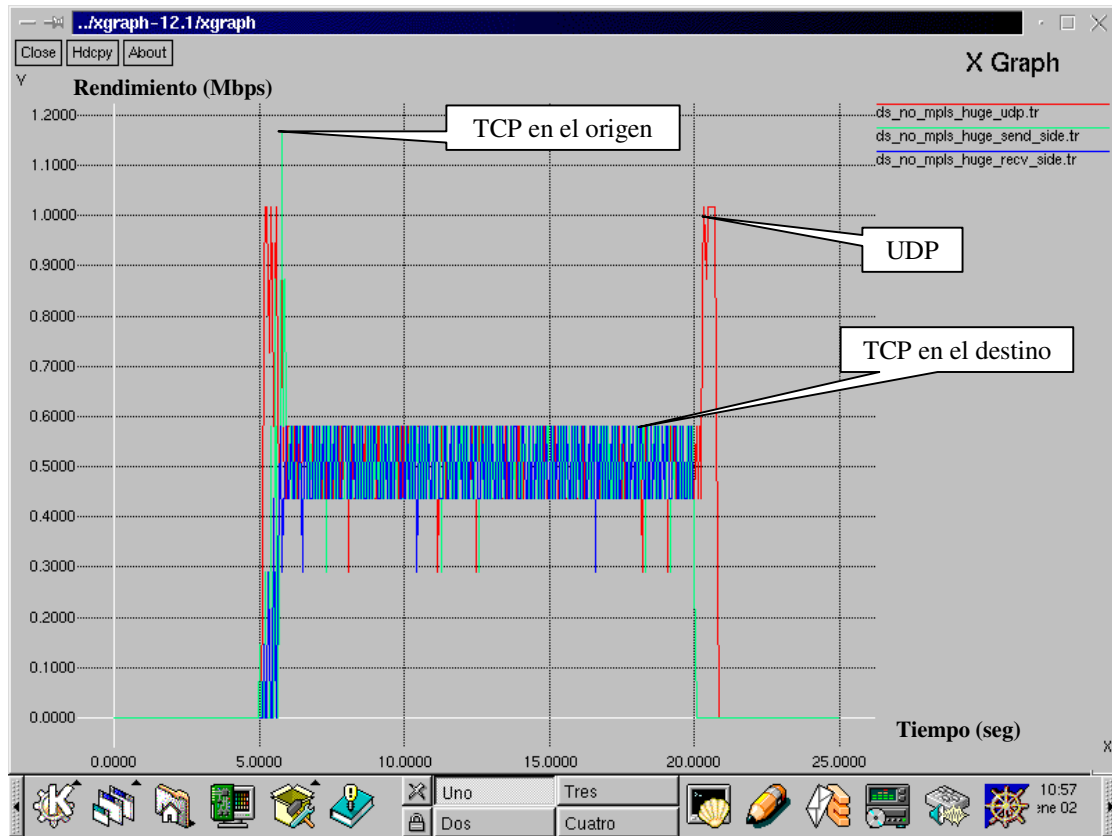 ../xgraph-12.1/xgraph
Close Hdcpy About
X Graph
Y
Rendimiento (Mbps)
TCP en el origen
ds_no_mpls_huge_udp.tr
ds_no_mpls_huge_send_side.tr
ds_no_mpls_huge_recv_side.tr
UDP
TCP en el destino
1.2000
1.1000
1.0000
0.9000
0.8000
0.7000
0.6000
0.5000
0.4000
0.3000
0.2000
0.1000
0.0000
Tiempo (seg)
X
0.0000 5.0000 10.0000 15.0000 20.0000 25.0000
Uno Tres
Dos Cuatro
10:57
ene 02